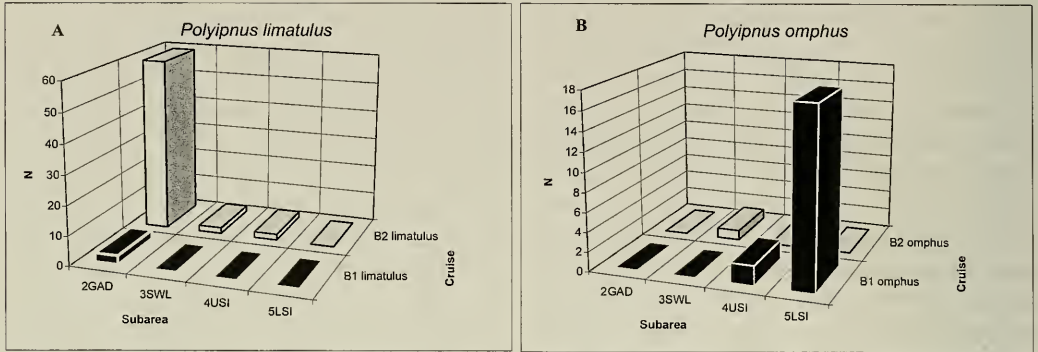 A
Polyipnus limatulus
60
50
40
30
20
10
0
N
2GAD
3SWL
4USI
5LSI
Subarea
B2 limatulus
B1 limatulus
Cruise
B
Polyipnus omphus
18
16
14
12
10
8
6
4
2
0
N
2GAD
3SWL
4USI
5LSI
Subarea
B2 omphus
B1 omphus
Cruise